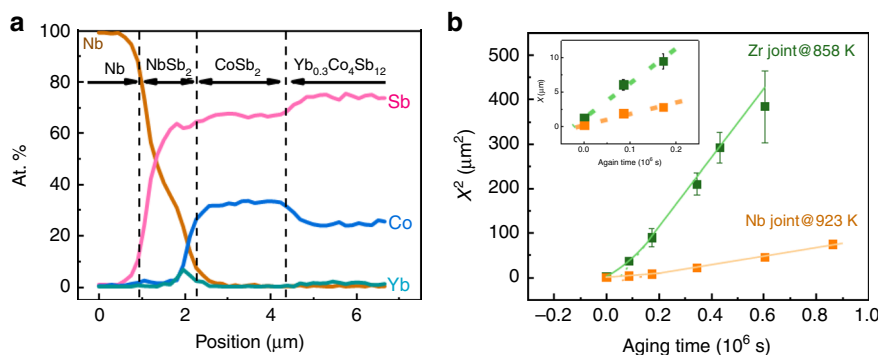 a
Nb
Nb
NbSb₂
CoSb₂
Yb₀.₃Co₄Sb₁₂
Sb
Co
Yb
100
80
60
40
20
0
At. %
0
2
4
6
Position (μm)
b
Zr joint@858 K
Nb joint@923 K
500
400
300
200
100
0
X² (μm²)
−0.2
0.0
0.2
0.4
0.6
0.8
1.0
Aging time (10⁶ s)
10
5
0
X (μm)
0.0
0.1
0.2
Again time (10⁶ s)